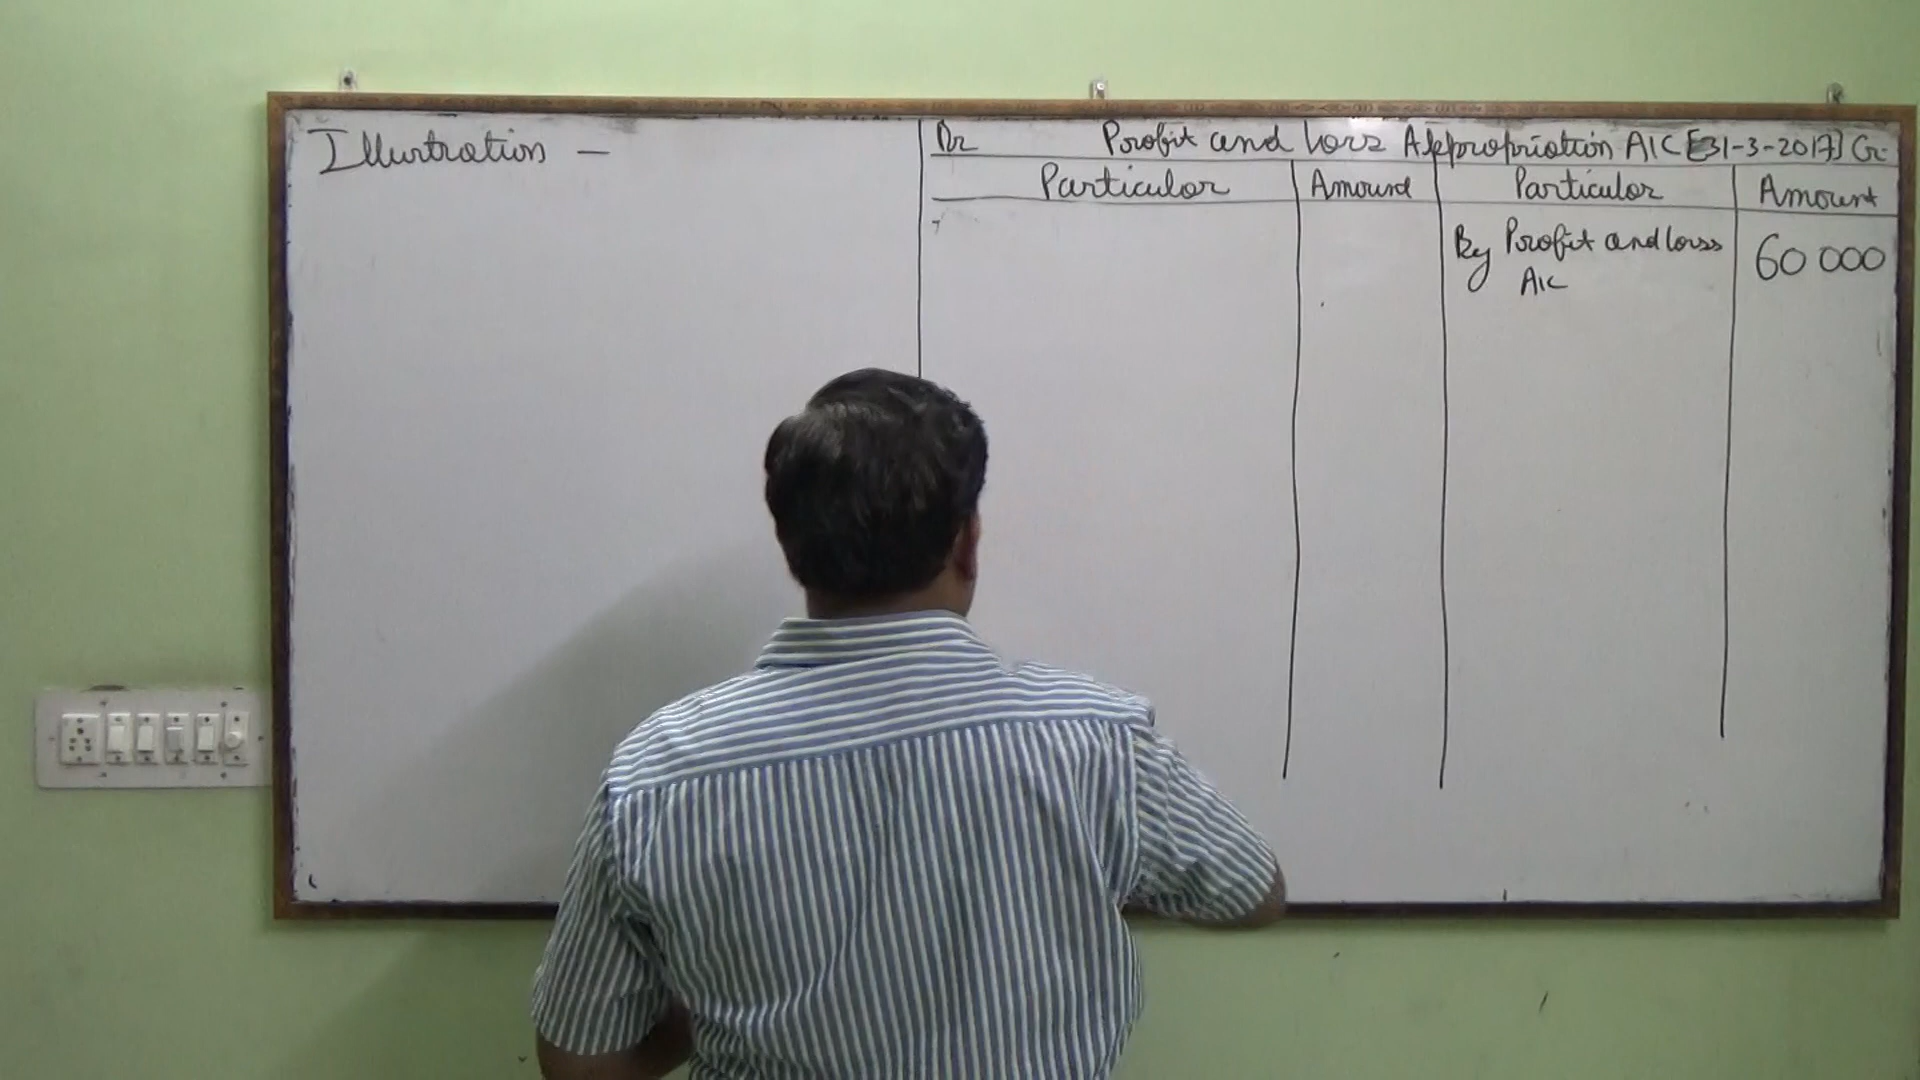 Illustration -
Dr Profit and loss Appropriation A/C [31-3-2017] Cr.
Particular Amount Particular Amount
By Profit and loss 60 000
A/C